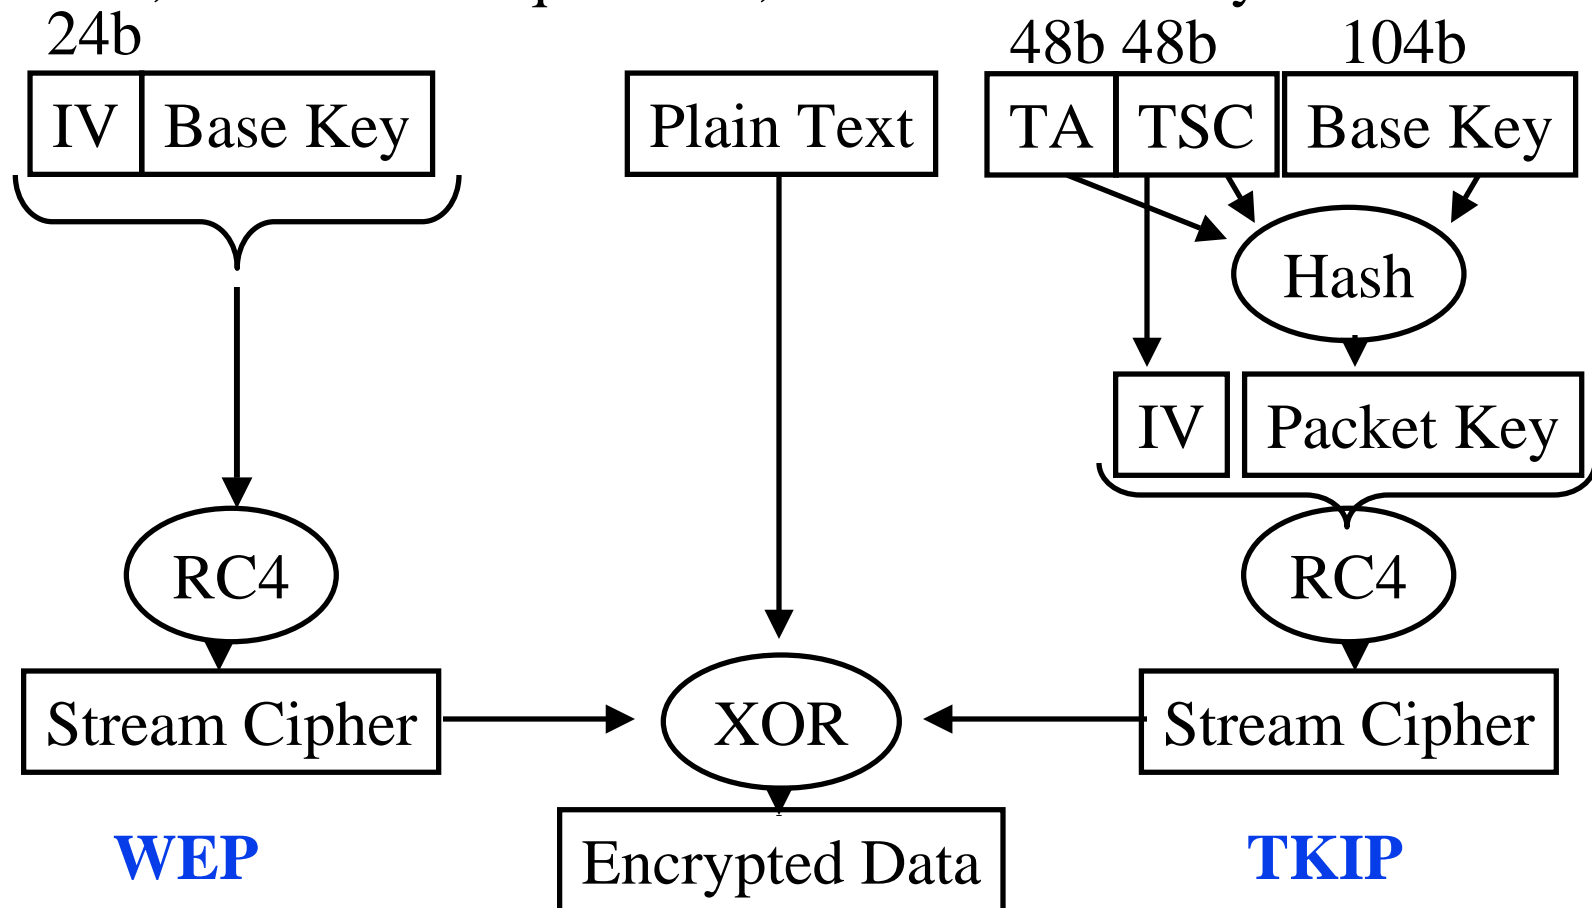 24b
48b 48b 104b
IV Base Key
Plain Text
TA TSC Base Key
Hash
IV Packet Key
RC4
RC4
Stream Cipher
XOR
Stream Cipher
WEP
Encrypted Data
TKIP